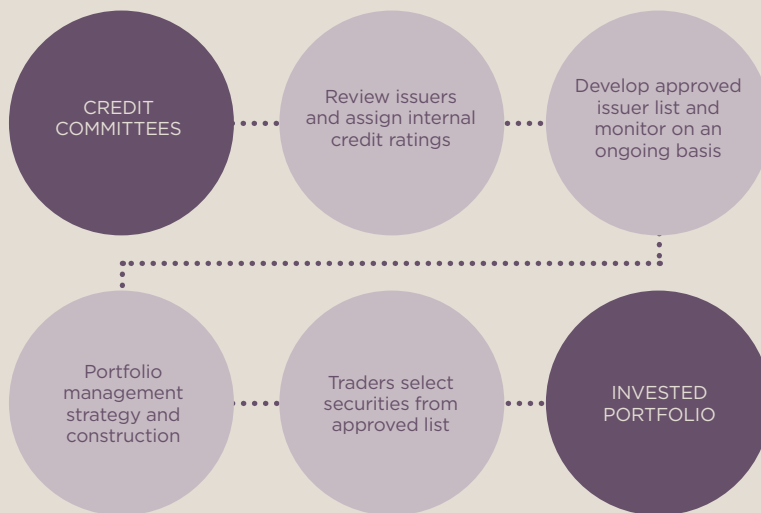 CREDIT
COMMITTEES
Review issuers
and assign internal
credit ratings
Develop approved
issuer list and
monitor on an
ongoing basis
Portfolio
management
strategy and
construction
Traders select
securities from
approved list
INVESTED
PORTFOLIO